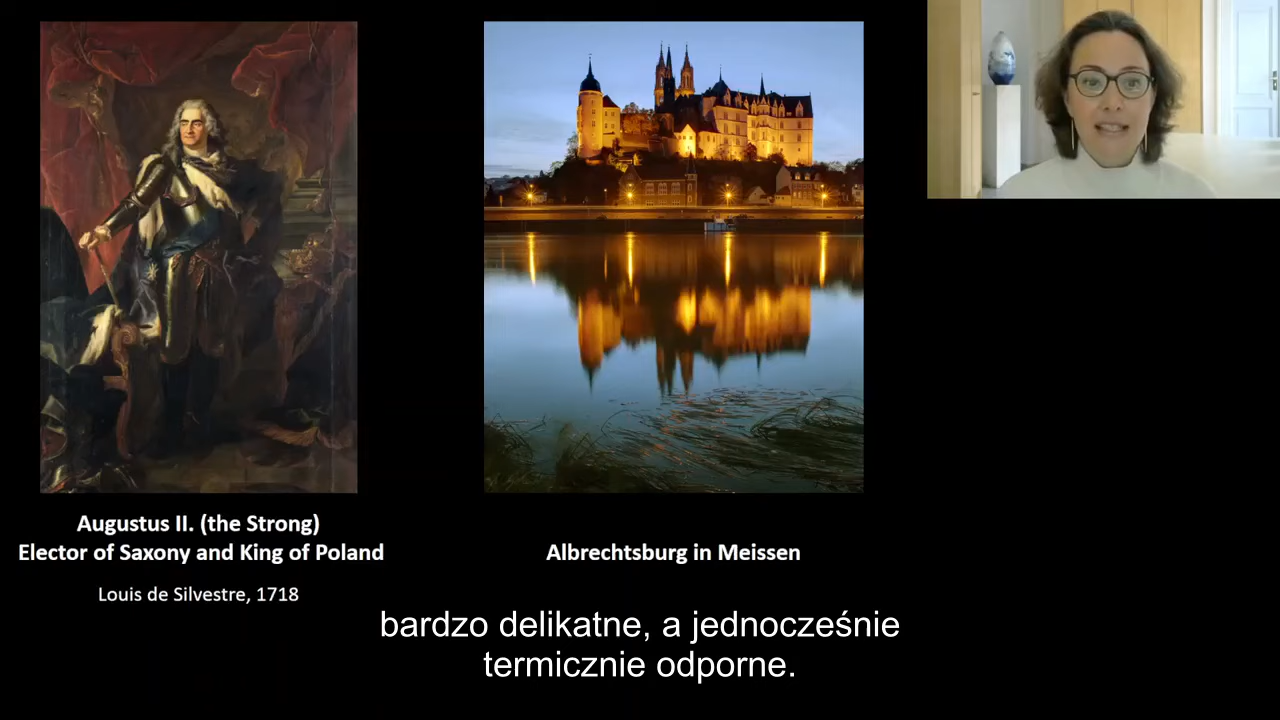 Augustus II. (the Strong)
Elector of Saxony and King of Poland
Louis de Silvestre, 1718
Albrechtsburg in Meissen
bardzo delikatne, a jednocześnie
termicznie odporne.